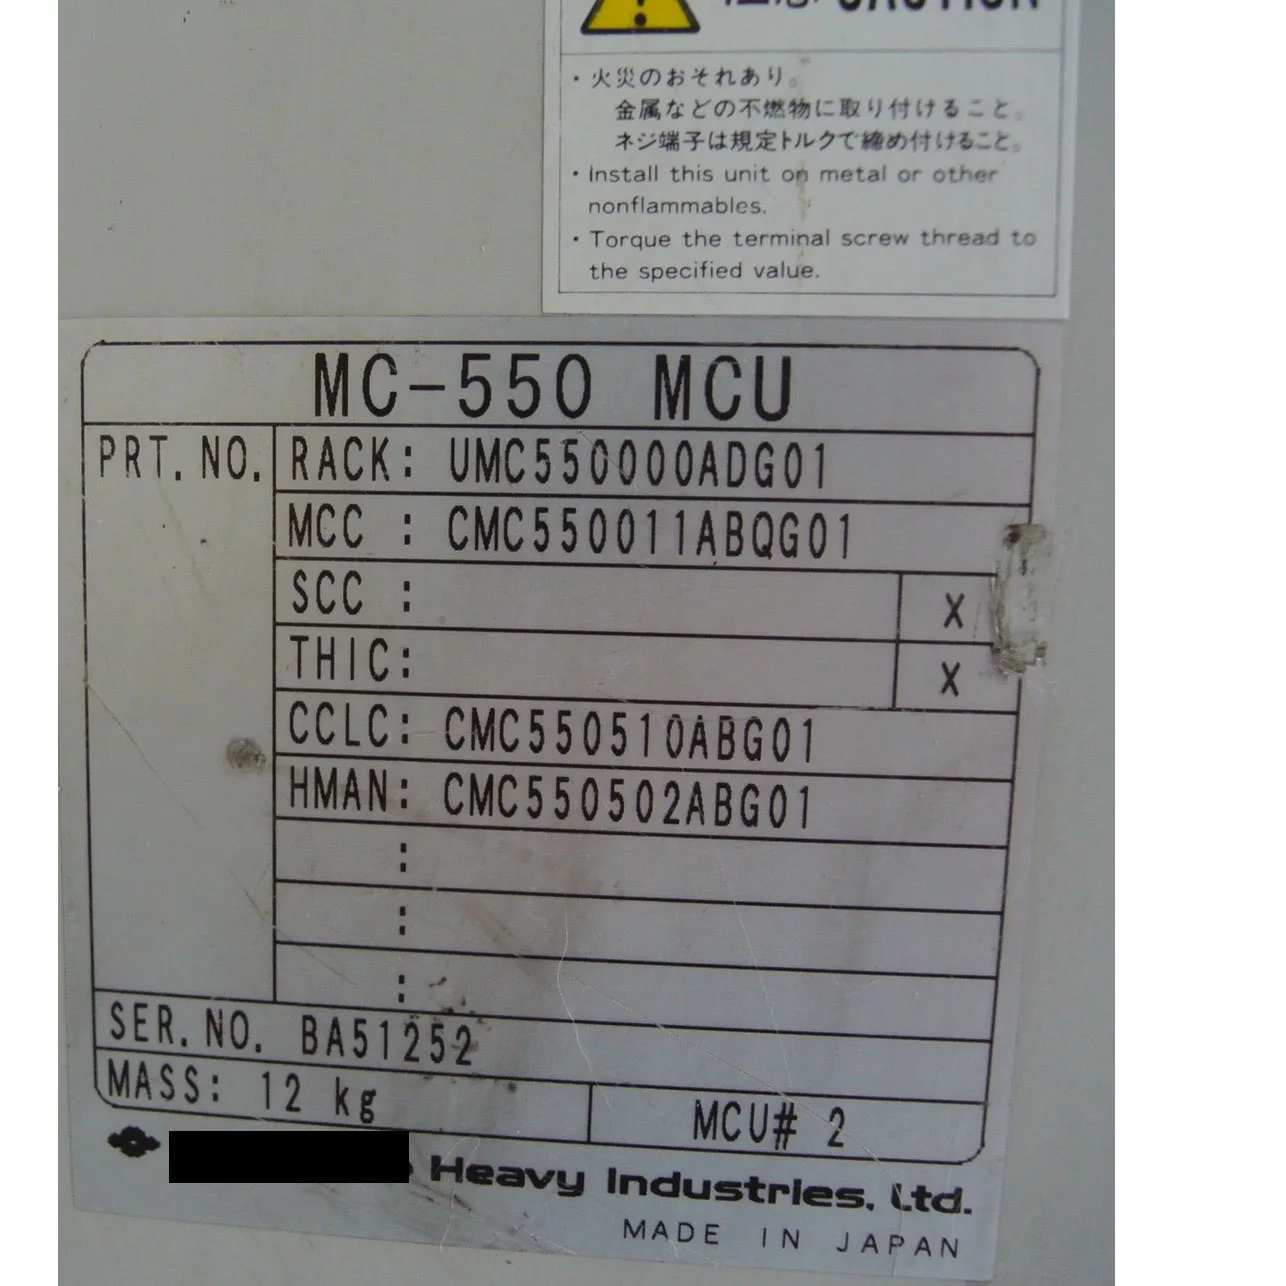 注意 CAUTION
・火災のおそれあり。
金属などの不燃物に取り付けること。
ネジ端子は規定トルクで締め付けること。
・Install this unit on metal or other
nonflammables.
・Torque the terminal screw thread to
the specified value.
MC-550 MCU
PRT. NO. RACK: UMC550000ADG01
MCC : CMC550011ABQG01
SCC : X
THIC: X
CCLC: CMC550510ABG01
HMAN: CMC550502ABG01
:
:
:
SER. NO. BA51252
MASS: 12 kg MCU# 2
Heavy Industries, Ltd.
MADE IN JAPAN